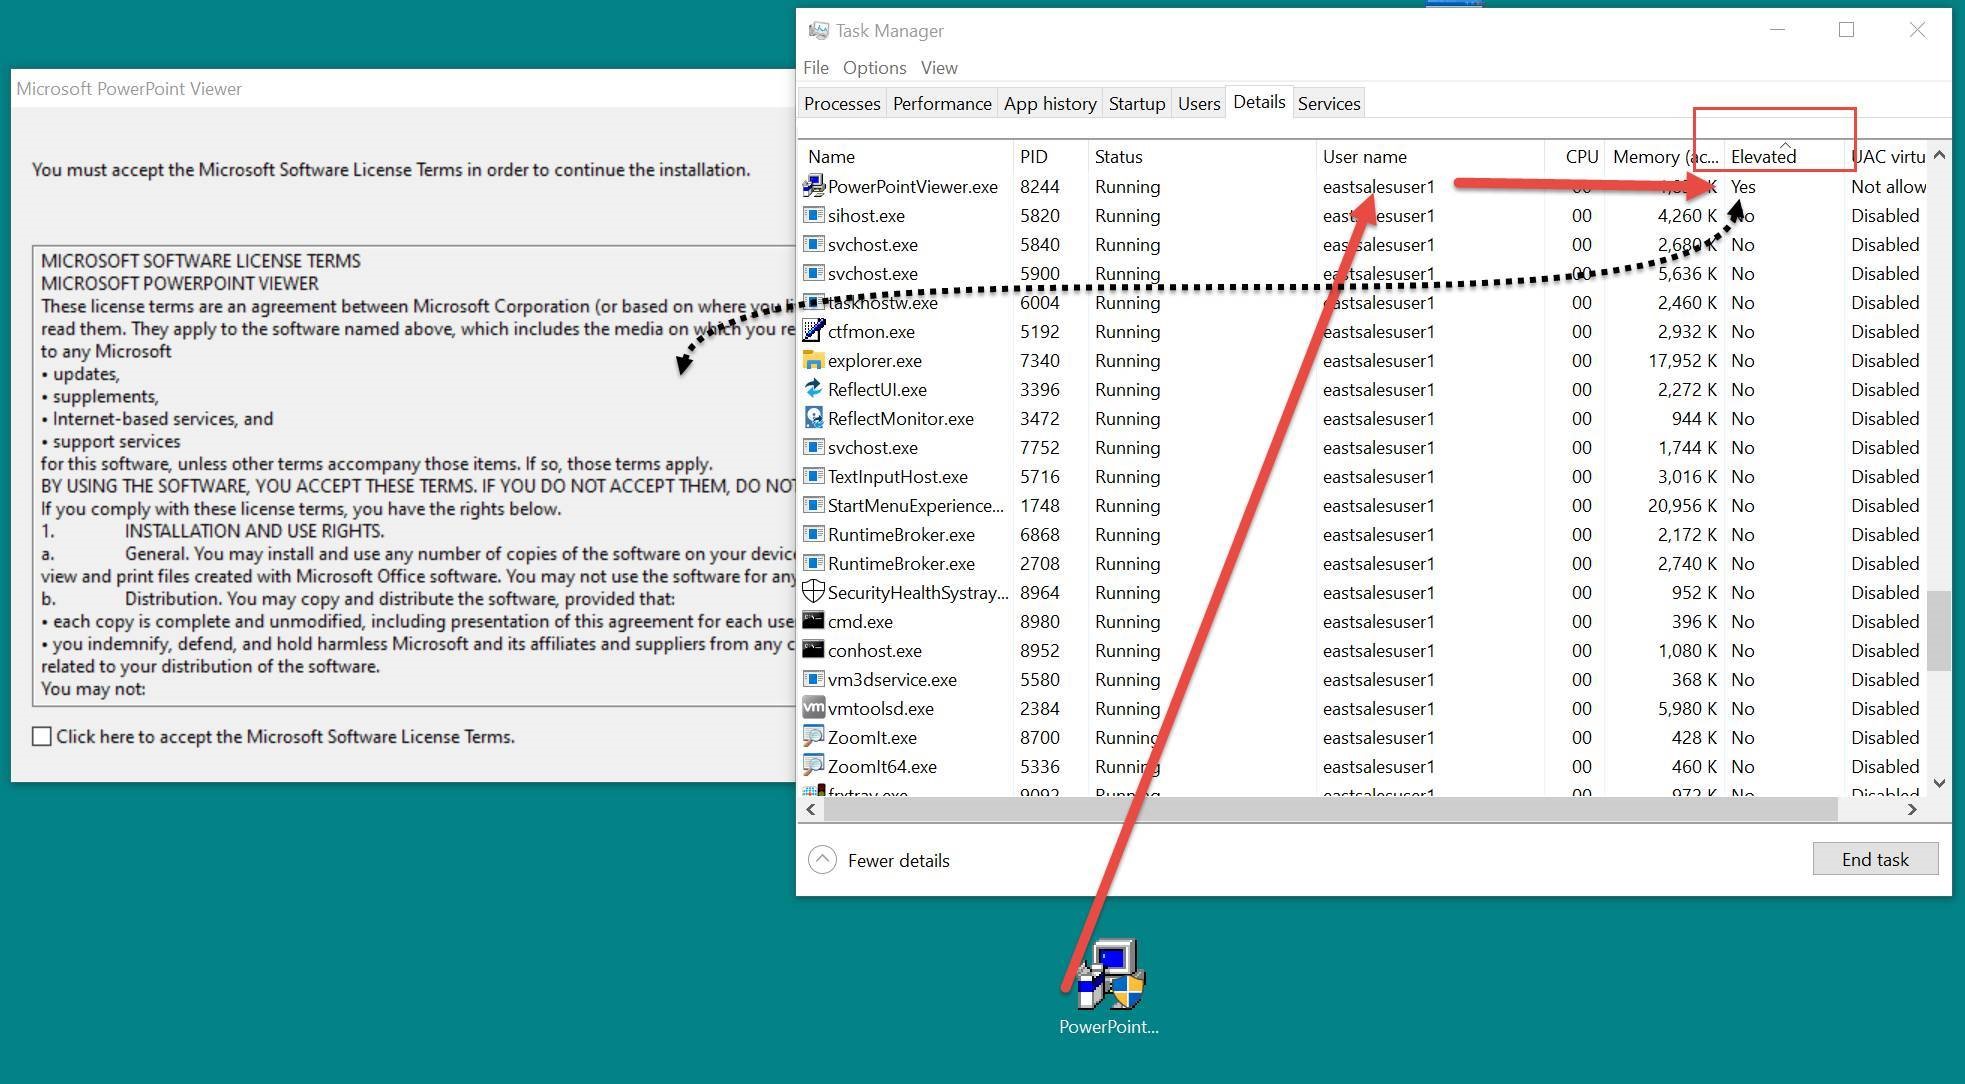 Microsoft PowerPoint Viewer
You must accept the Microsoft Software License Terms in order to continue the installation.
MICROSOFT SOFTWARE LICENSE TERMS
MICROSOFT POWERPOINT VIEWER
These license terms are an agreement between Microsoft Corporation (or based on where you li
read them. They apply to the software named above, which includes the media on which you re
to any Microsoft
• updates,
• supplements,
• Internet-based services, and
• support services
for this software, unless other terms accompany those items. If so, those terms apply.
BY USING THE SOFTWARE, YOU ACCEPT THESE TERMS. IF YOU DO NOT ACCEPT THEM, DO NOT
If you comply with these license terms, you have the rights below.
1. INSTALLATION AND USE RIGHTS.
a. General. You may install and use any number of copies of the software on your device
view and print files created with Microsoft Office software. You may not use the software for any
b. Distribution. You may copy and distribute the software, provided that:
• each copy is complete and unmodified, including presentation of this agreement for each use
• you indemnify, defend, and hold harmless Microsoft and its affiliates and suppliers from any c
related to your distribution of the software.
You may not:
Click here to accept the Microsoft Software License Terms.
Task Manager
File Options View
Processes Performance App history Startup Users Details Services
Name PID Status User name CPU Memory (ac... Elevated UAC virtu
PowerPointViewer.exe 8244 Running eastsalesuser1 00 K Yes Not allow
sihost.exe 5820 Running eastsalesuser1 00 4,260 K No Disabled
svchost.exe 5840 Running eastsalesuser1 00 2,680 K No Disabled
svchost.exe 5900 Running eastsalesuser1 00 5,636 K No Disabled
taskhostw.exe 6004 Running eastsalesuser1 00 2,460 K No Disabled
ctfmon.exe 5192 Running eastsalesuser1 00 2,932 K No Disabled
explorer.exe 7340 Running eastsalesuser1 00 17,952 K No Disabled
ReflectUI.exe 3396 Running eastsalesuser1 00 2,272 K No Disabled
ReflectMonitor.exe 3472 Running eastsalesuser1 00 944 K No Disabled
svchost.exe 7752 Running eastsalesuser1 00 1,744 K No Disabled
TextInputHost.exe 5716 Running eastsalesuser1 00 3,016 K No Disabled
StartMenuExperience... 1748 Running eastsalesuser1 00 20,956 K No Disabled
RuntimeBroker.exe 6868 Running eastsalesuser1 00 2,172 K No Disabled
RuntimeBroker.exe 2708 Running eastsalesuser1 00 2,740 K No Disabled
SecurityHealthSystray... 8964 Running eastsalesuser1 00 952 K No Disabled
cmd.exe 8980 Running eastsalesuser1 00 396 K No Disabled
conhost.exe 8952 Running eastsalesuser1 00 1,080 K No Disabled
vm3dservice.exe 5580 Running eastsalesuser1 00 368 K No Disabled
vm vmtoolsd.exe 2384 Running eastsalesuser1 00 5,980 K No Disabled
ZoomIt.exe 8700 Running eastsalesuser1 00 428 K No Disabled
ZoomIt64.exe 5336 Running eastsalesuser1 00 460 K No Disabled
frxtray.exe 9092 Running eastsalesuser1 00 972 K No Disabled
Fewer details
End task
PowerPoint...